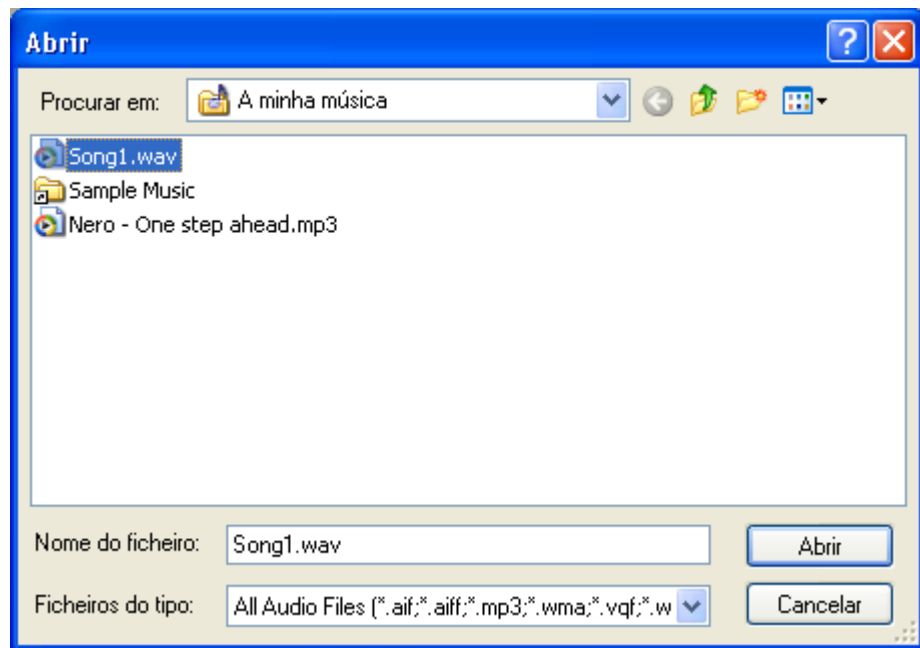 Abrir
Procurar em: A minha música
Song1.wav
Sample Music
Nero - One step ahead.mp3
Nome do ficheiro: Song1.wav Abrir
Ficheiros do tipo: All Audio Files (*.aif;*.aiff;*.mp3;*.wma;*.vqf;*.w Cancelar